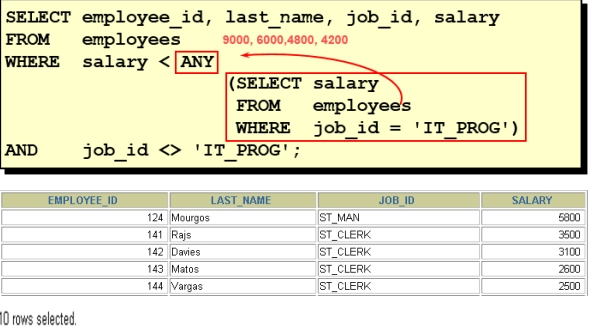 SELECT employee_id, last_name, job_id, salary
FROM employees 9000, 6000,4800, 4200
WHERE salary < ANY
(SELECT salary
FROM employees
WHERE job_id = 'IT_PROG')
AND job_id <> 'IT_PROG';
EMPLOYEE_ID LAST_NAME JOB_ID SALARY
124 Mourgos ST_MAN 5800
141 Rajs ST_CLERK 3500
142 Davies ST_CLERK 3100
143 Matos ST_CLERK 2600
144 Vargas ST_CLERK 2500
10 rows selected.